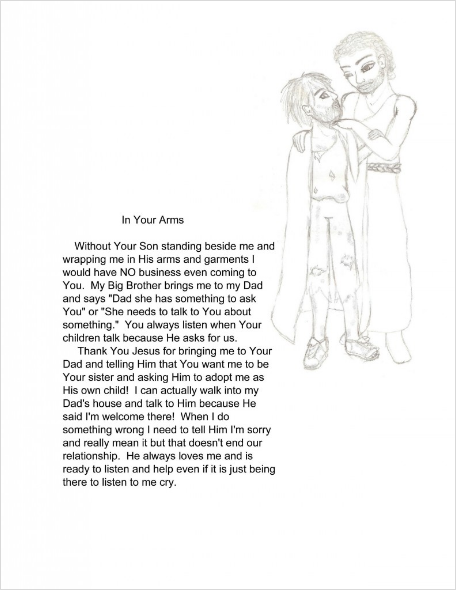 In Your Arms
Without Your Son standing beside me and
wrapping me in His arms and garments I
would have NO business even coming to
You. My Big Brother brings me to my Dad
and says "Dad she has something to ask
You" or "She needs to talk to You about
something." You always listen when Your
children talk because He asks for us.
Thank You Jesus for bringing me to Your
Dad and telling Him that You want me to be
Your sister and asking Him to adopt me as
His own child! I can actually walk into my
Dad's house and talk to Him because He
said I'm welcome there! When I do
something wrong I need to tell Him I'm sorry
and really mean it but that doesn't end our
relationship. He always loves me and is
ready to listen and help even if it is just being
there to listen to me cry.